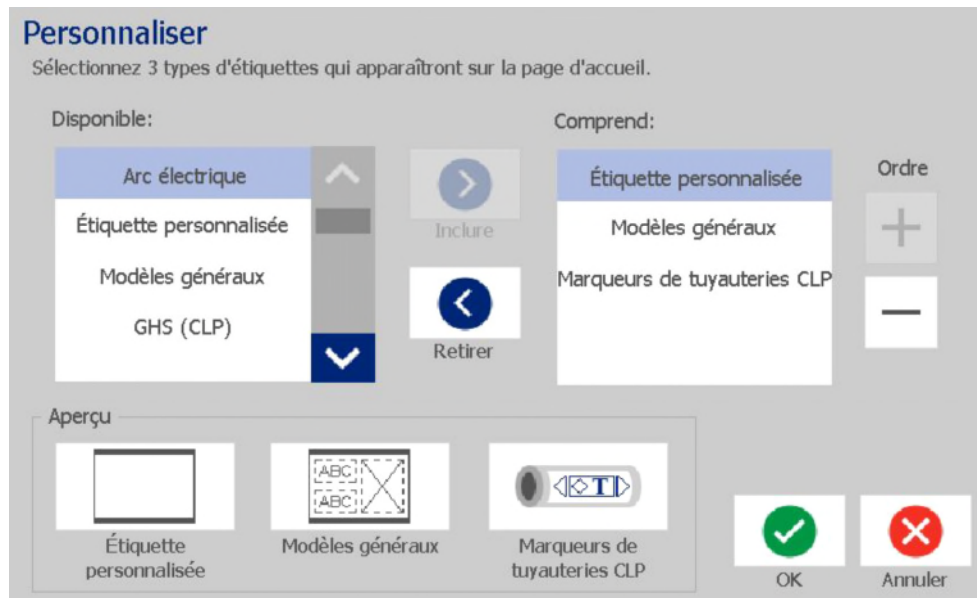 Personnaliser
Sélectionnez 3 types d'étiquettes qui apparaîtront sur la page d'accueil.
Disponible:
Arc électrique
Étiquette personnalisée
Modèles généraux
GHS (CLP)
Inclure
Retirer
Comprend:
Étiquette personnalisée
Modèles généraux
Marqueurs de tuyauteries CLP
Ordre
Aperçu
ABC
ABC
T
Étiquette
personnalisée
Modèles généraux
Marqueurs de
tuyauteries CLP
OK
Annuler